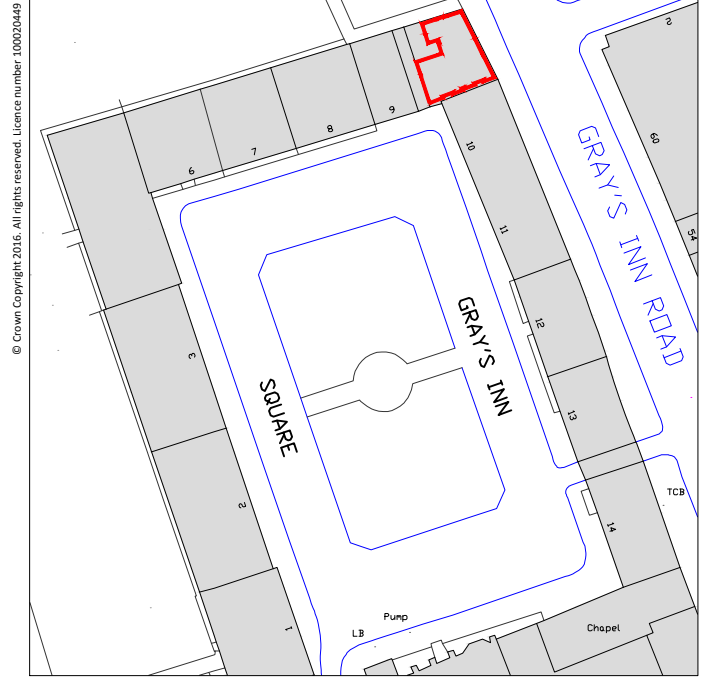 © Crown Copyright 2016. All rights reserved. Licence number 100020449
2
9
8
7
6
10
60
11
54
GRAY'S INN ROAD
12
3
GRAY'S INN
SQUARE
13
2
TCB
14
Pump
LB
1
Chapel